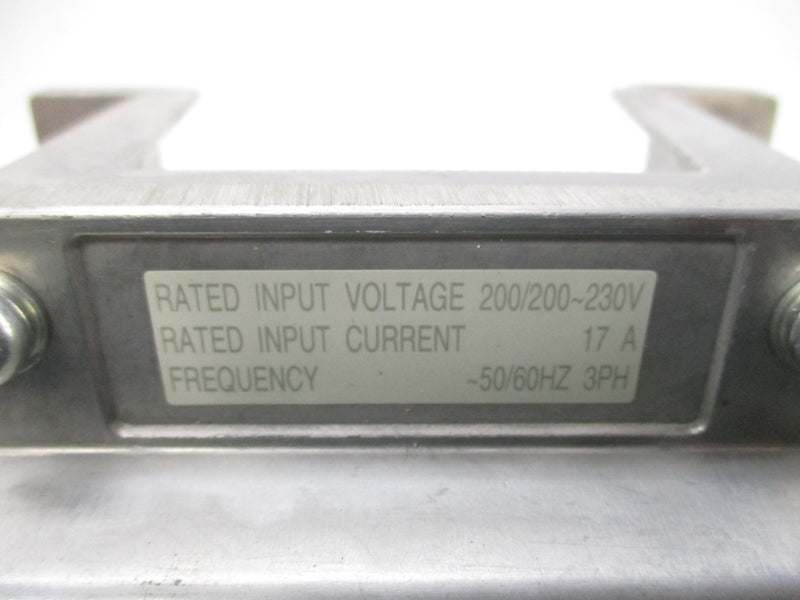 RATED INPUT VOLTAGE 200/200~230V
RATED INPUT CURRENT 17 A
FREQUENCY ~50/60HZ 3PH